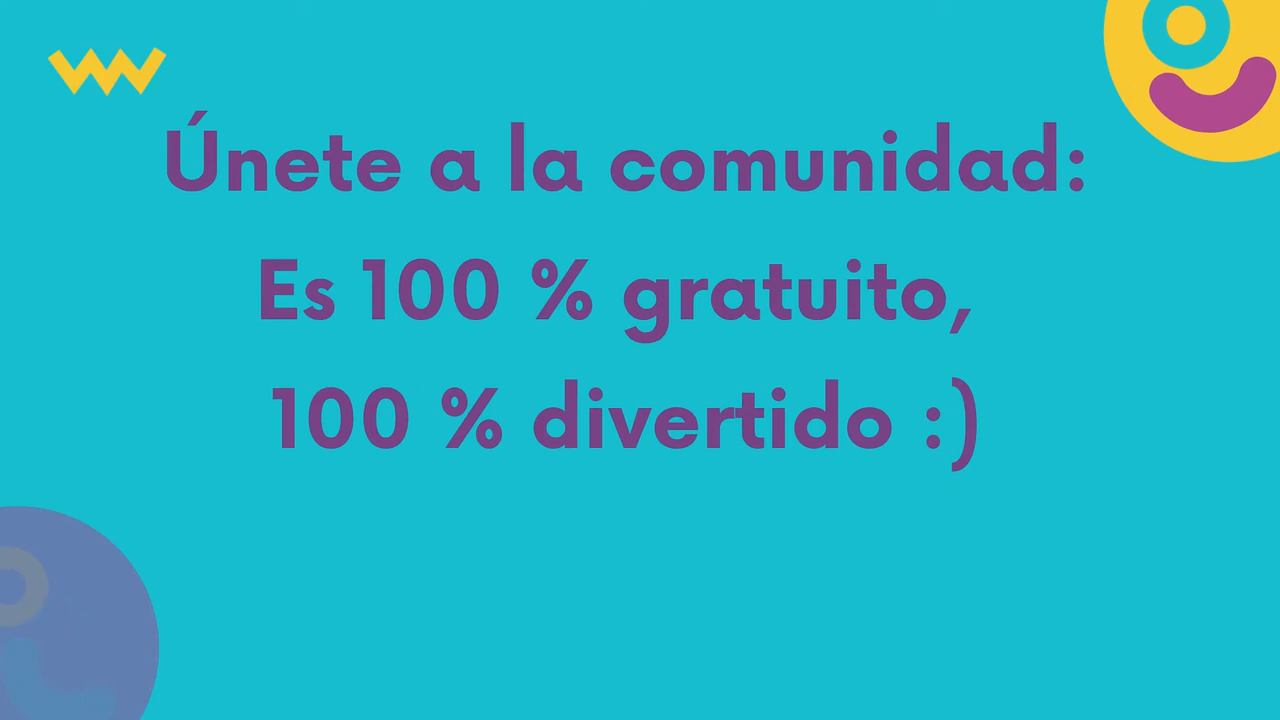 Únete a la comunidad:
Es 100 % gratuito,
100 % divertido :)